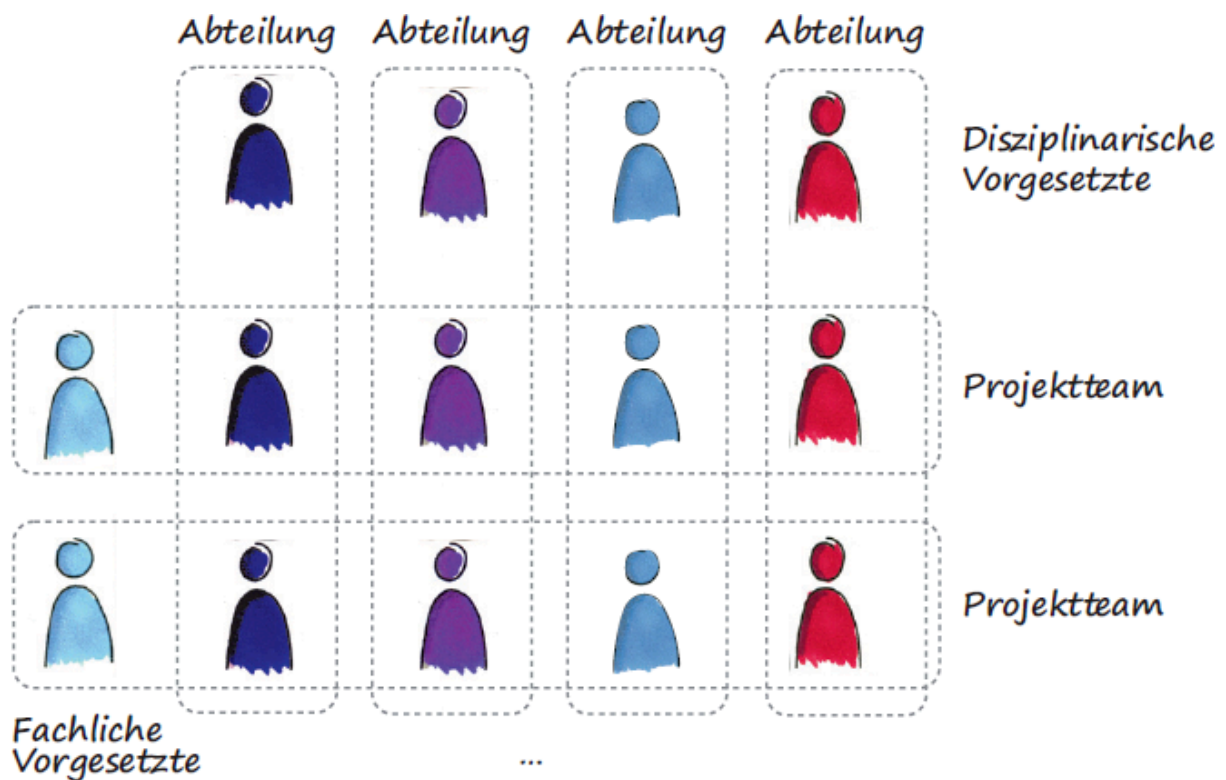 Abteilung Abteilung Abteilung Abteilung
Disziplinarische
Vorgesetzte
Projektteam
Projektteam
Fachliche
Vorgesetzte
...